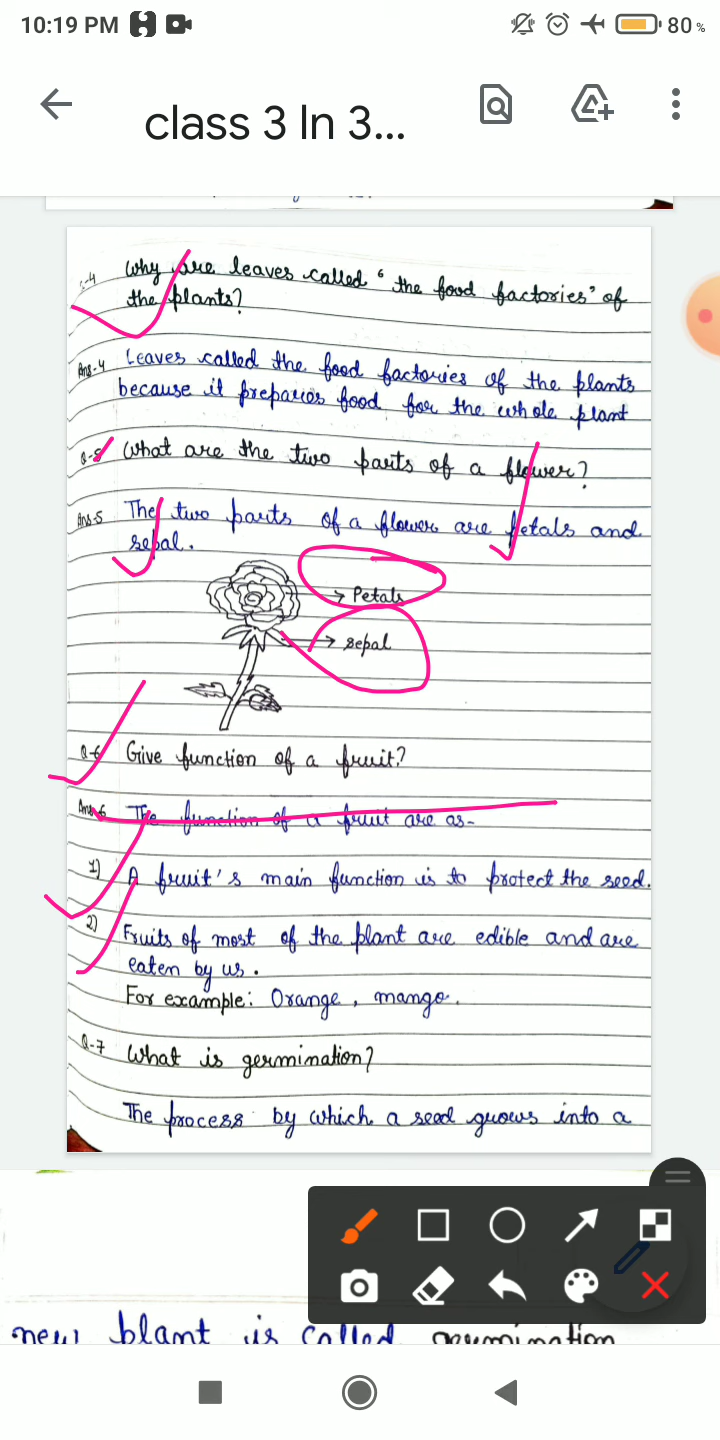 10:19 PM
80%
class 3 In 3...
:-4 Why are leaves called "the food factories" of
the plants?
Ans-4 Leaves called the food factories of the plants
because it prepares food for the whole plant
Q-5 What are the two parts of a flower?
Ans-5 The two parts of a flower are petals and
sepal.
→ Petals
→ sepal
Q-6 Give function of a fruit?
Ans-6 The function of a fruit are as-
1) A fruit's main function is to protect the seed.
2) Fruits of most of the plant are edible and are
eaten by us.
For example: Orange, mango.
Q-7 What is germination?
The process by which a seed grows into a
new plant is called germination